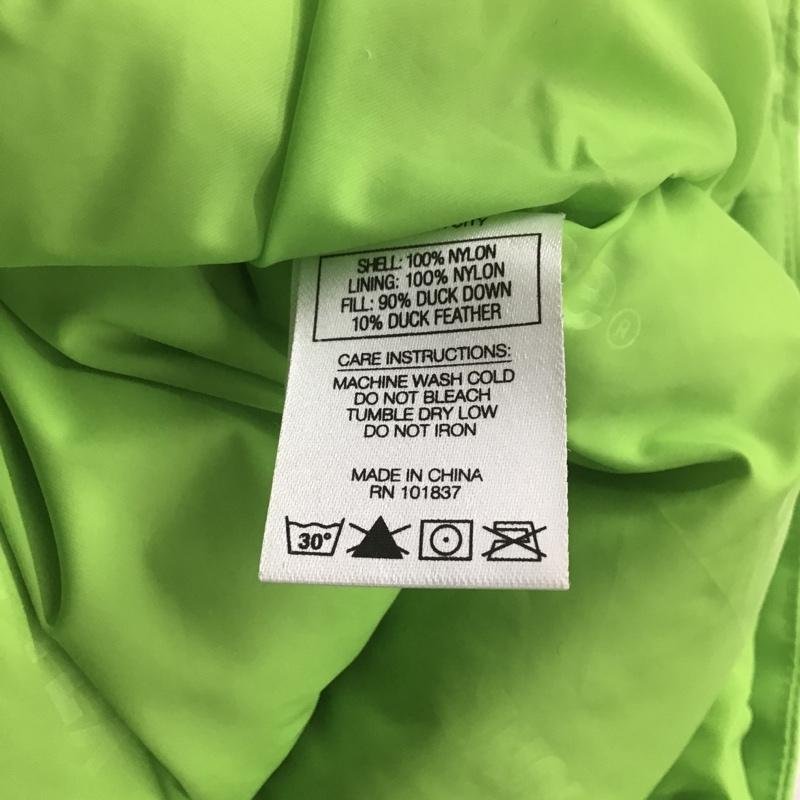 SHELL: 100% NYLON
LINING: 100% NYLON
FILL: 90% DUCK DOWN
10% DUCK FEATHER
CARE INSTRUCTIONS:
MACHINE WASH COLD
DO NOT BLEACH
TUMBLE DRY LOW
DO NOT IRON
MADE IN CHINA
RN 101837
30°
®